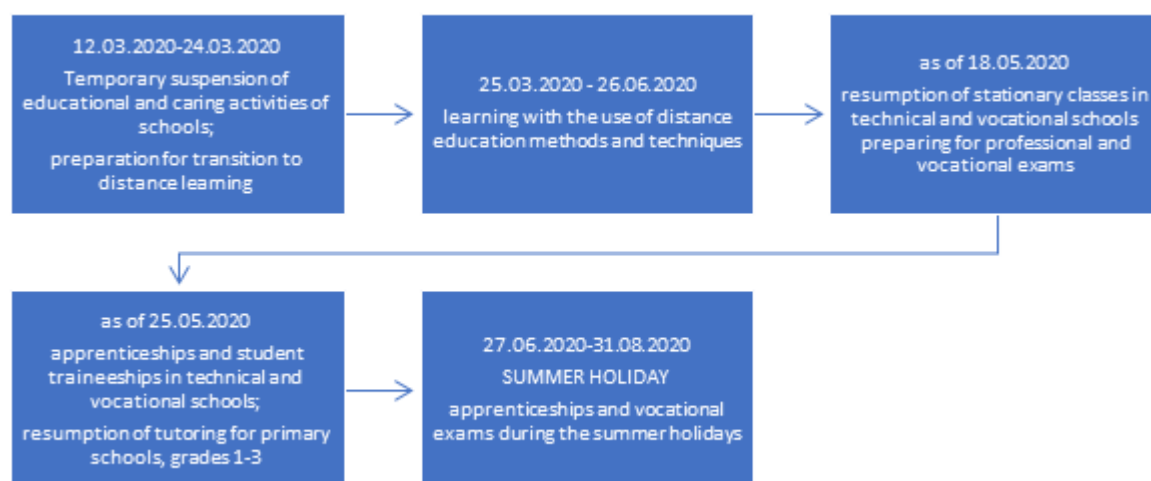 12.03.2020-24.03.2020
Temporary suspension of
educational and caring activities of
schools;
preparation for transition to
distance learning
25.03.2020 - 26.06.2020
learning with the use of distance
education methods and techniques
as of 18.05.2020
resumption of stationary classes in
technical and vocational schools
preparing for professional and
vocational exams
as of 25.05.2020
apprenticeships and student
traineeships in technical and
vocational schools;
resumption of tutoring for primary
schools, grades 1-3
27.06.2020-31.08.2020
SUMMER HOLIDAY
apprenticeships and vocational
exams during the summer holidays